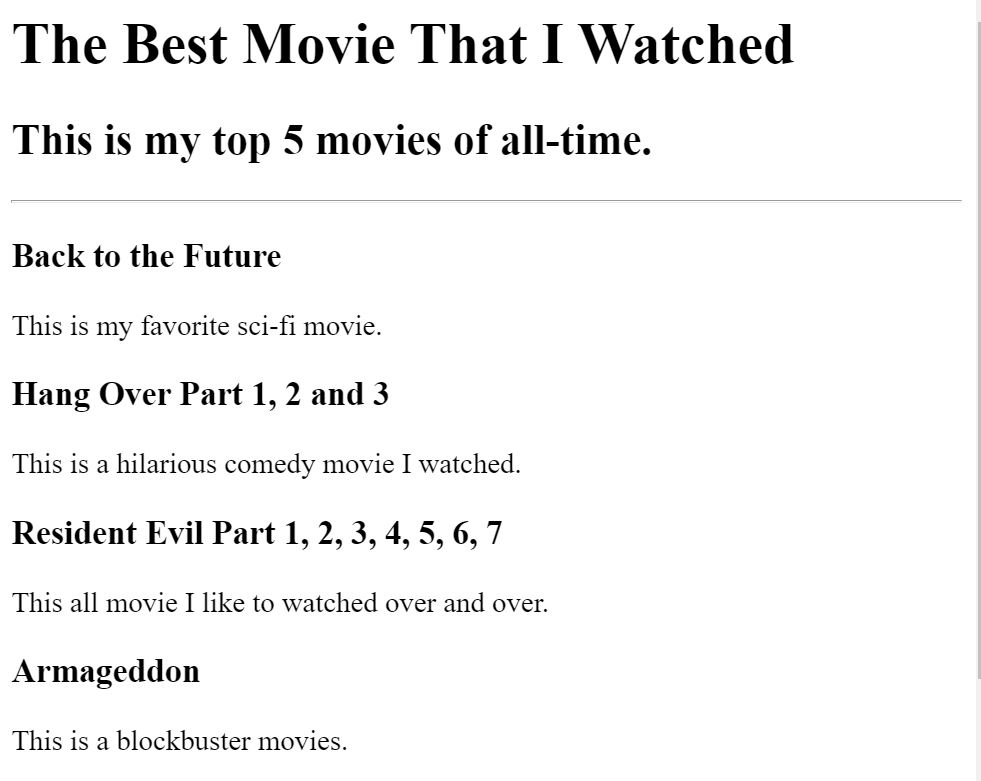 The Best Movie That I Watched
This is my top 5 movies of all-time.
Back to the Future
This is my favorite sci-fi movie.
Hang Over Part 1, 2 and 3
This is a hilarious comedy movie I watched.
Resident Evil Part 1, 2, 3, 4, 5, 6, 7
This all movie I like to watched over and over.
Armageddon
This is a blockbuster movies.